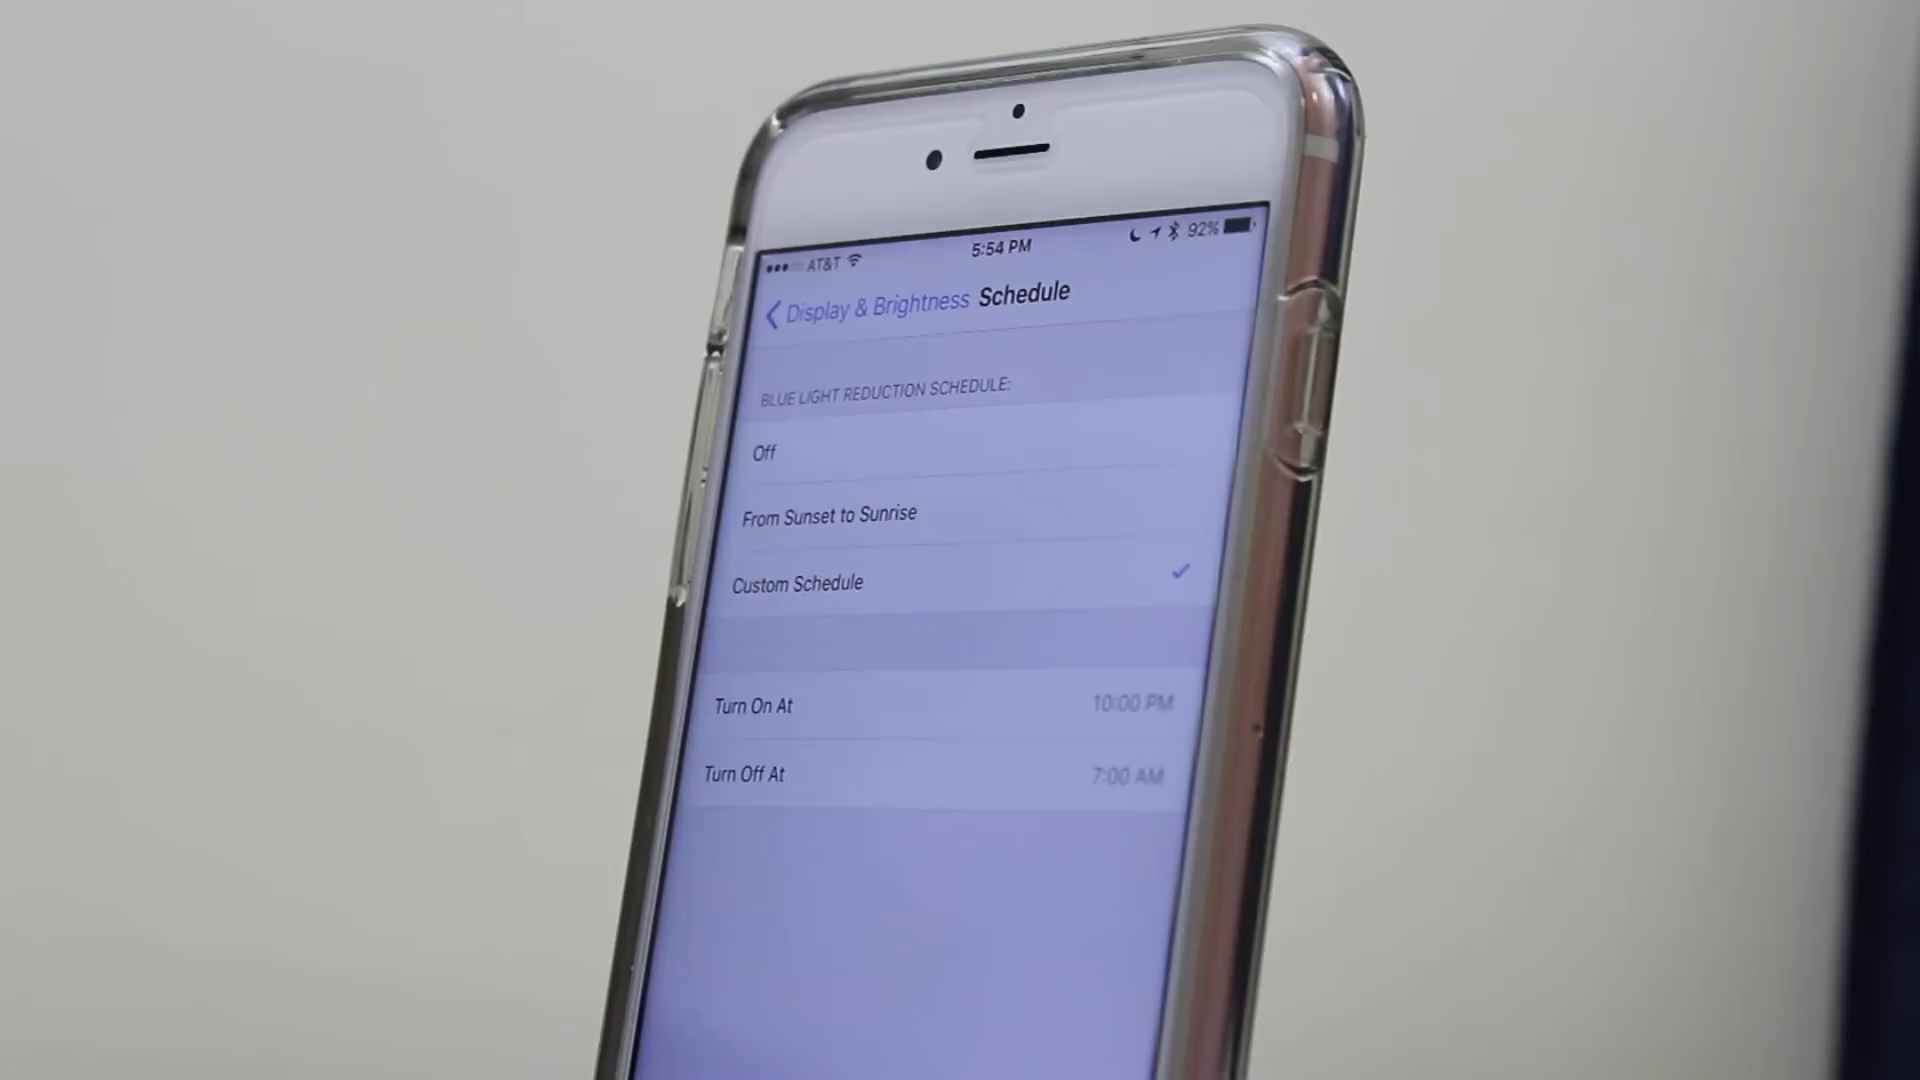 AT&T 5:54 PM 92%
Display & Brightness Schedule
BLUE LIGHT REDUCTION SCHEDULE:
Off
From Sunset to Sunrise
Custom Schedule
Turn On At 10:00 PM
Turn Off At 7:00 AM